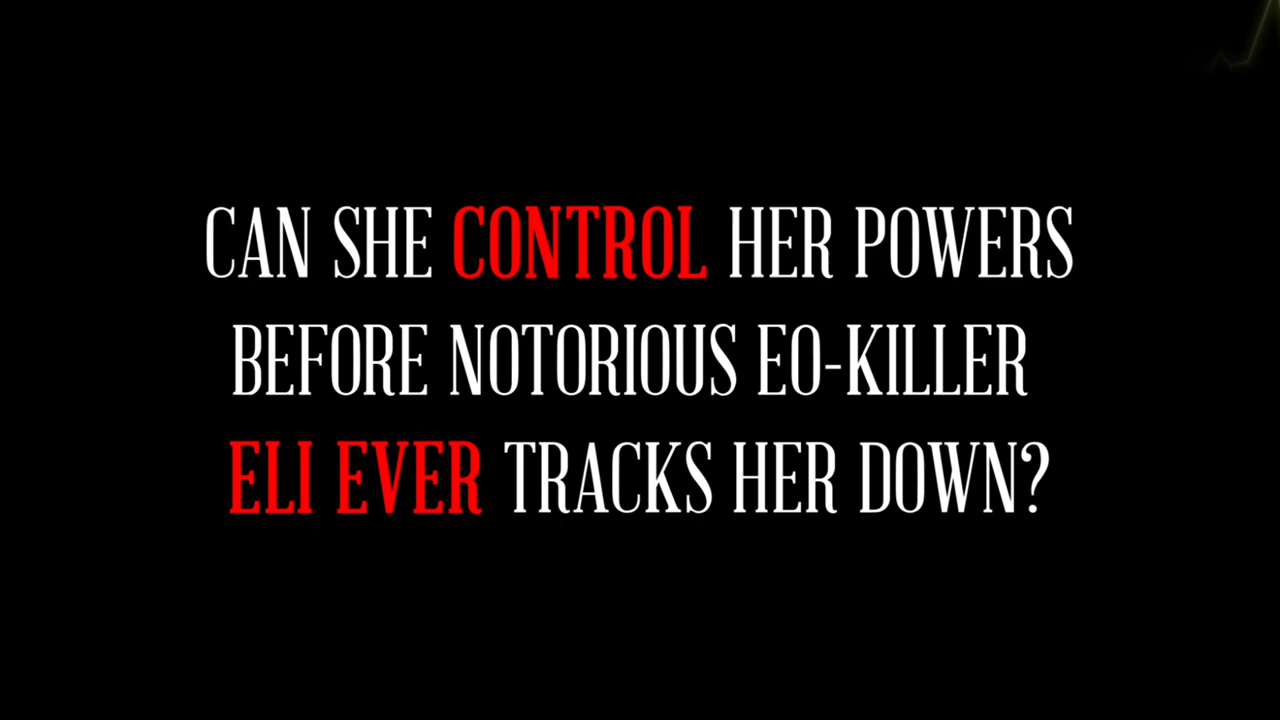 CAN SHE CONTROL HER POWERS
BEFORE NOTORIOUS EO-KILLER
ELI EVER TRACKS HER DOWN?